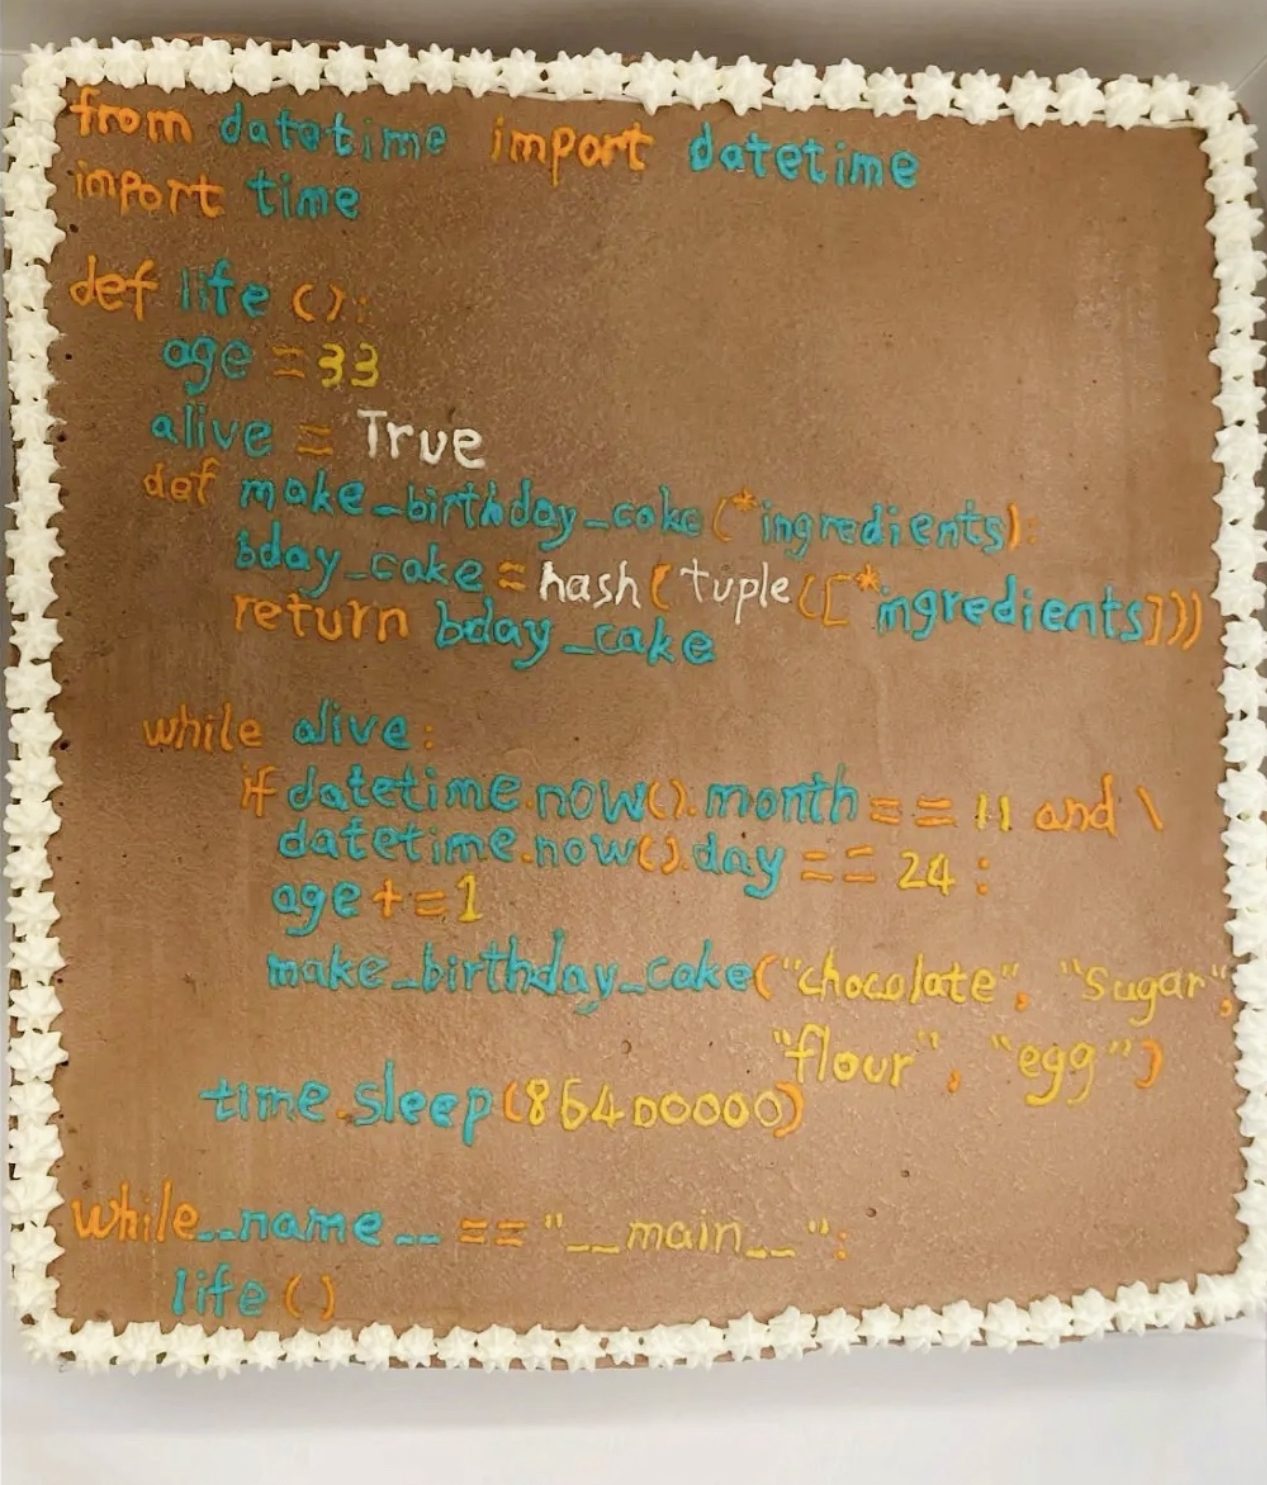 from datetime import datetime
import time
def life ():
age = 33
alive = True
def make_birthday_cake (*ingredients):
bday_cake = hash( tuple ([*ingredients]))
return bday_cake
while alive:
if datetime.now().month == 11 and \
datetime.now().day == 24 :
age += 1
make_birthday_cake("chocolate", "Sugar",
"flour", "egg")
time.sleep(86400000)
while __name__ == "__main__":
life ()